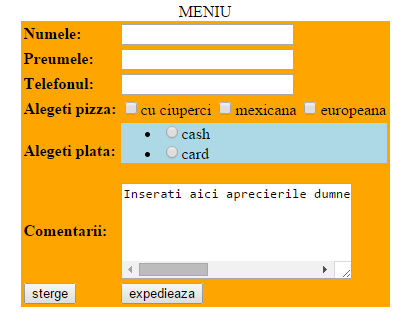 MENIU
Numele:
Preumele:
Telefonul:
Alegeti pizza: cu ciuperci mexicana europeana
Alegeti plata: cash
card
Comentarii: Inserati aici aprecierile dumne
sterge expedieaza